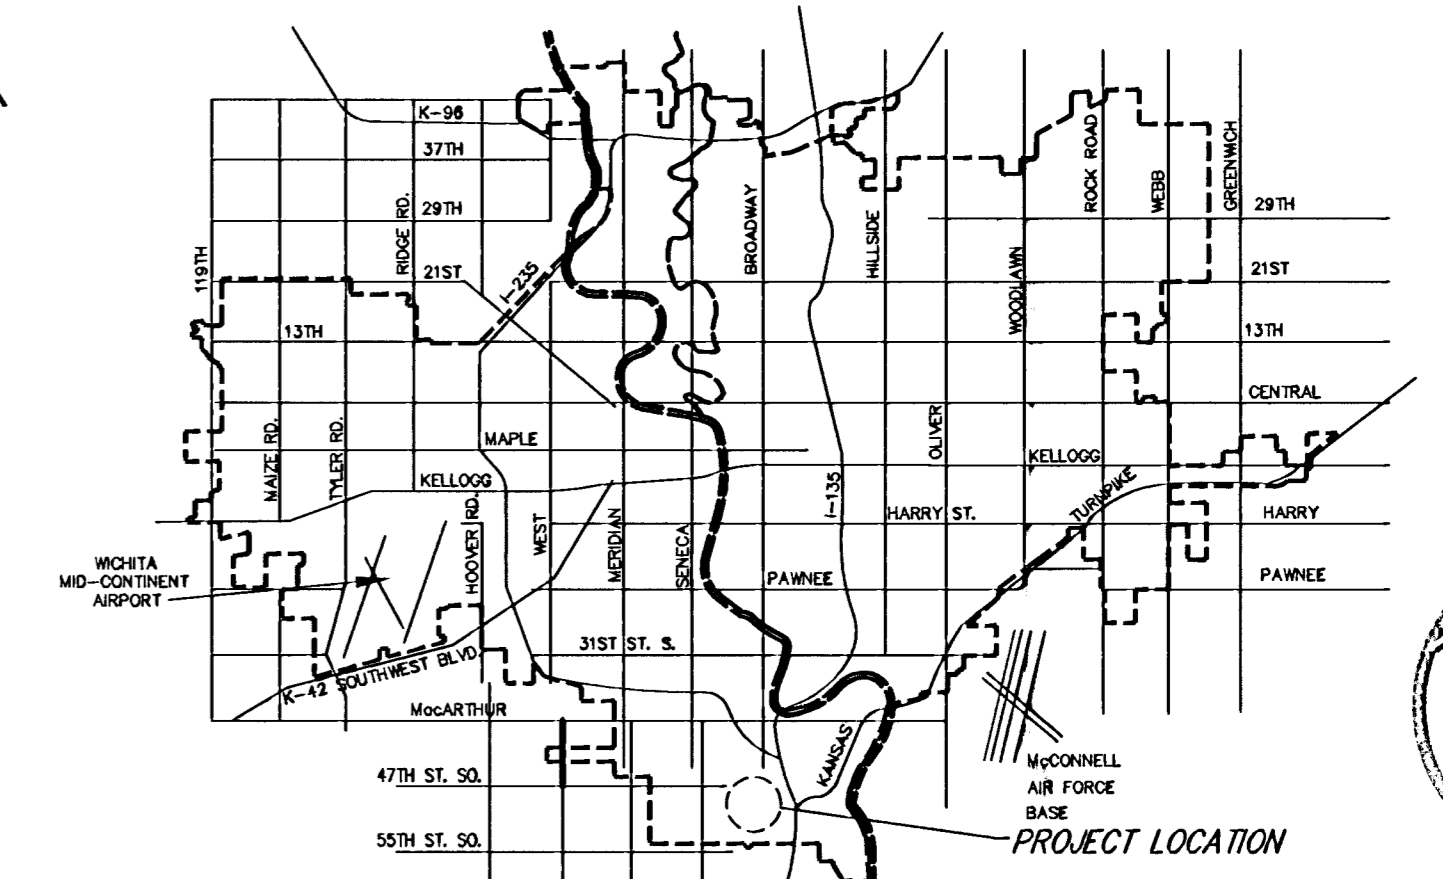 K-96
37TH
29TH
RIDGE RD.
119TH
21ST
I-235
13TH
BROADWAY
HILLSIDE
WOODLAWN
ROCK ROAD
WEBB
GREENWICH
29TH
21ST
13TH
CENTRAL
MAIZE RD.
TYLER RD.
MAPLE
KELLOGG
HOOVER RD.
WEST
MERIDIAN
SENECA
I-135
OLIVER
KELLOGG
TURNPIKE
HARRY ST.
HARRY
PAWNEE
PAWNEE
WICHITA
MID-CONTINENT
AIRPORT
31ST ST. S.
K-42 SOUTHWEST BLVD.
MacARTHUR
KANSAS
47TH ST. SO.
55TH ST. SO.
McCONNELL
AIR FORCE
BASE
PROJECT LOCATION